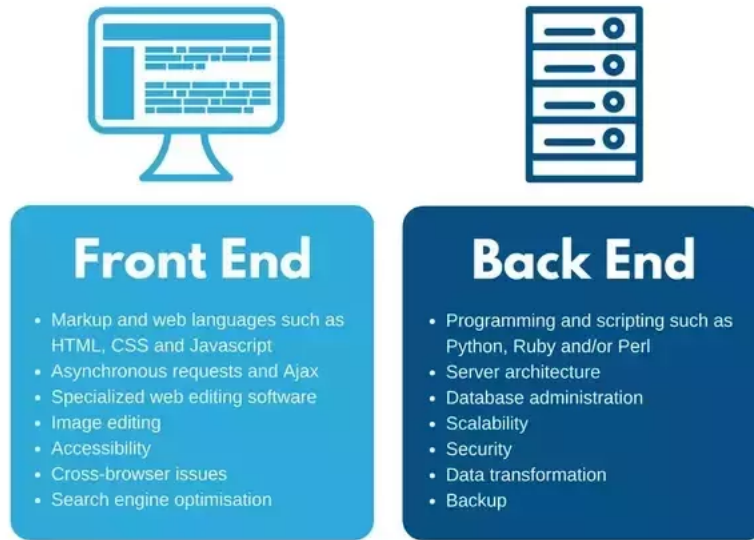 Front End
• Markup and web languages such as
HTML, CSS and Javascript
• Asynchronous requests and Ajax
• Specialized web editing software
• Image editing
• Accessibility
• Cross-browser issues
• Search engine optimisation
Back End
• Programming and scripting such as
Python, Ruby and/or Perl
• Server architecture
• Database administration
• Scalability
• Security
• Data transformation
• Backup